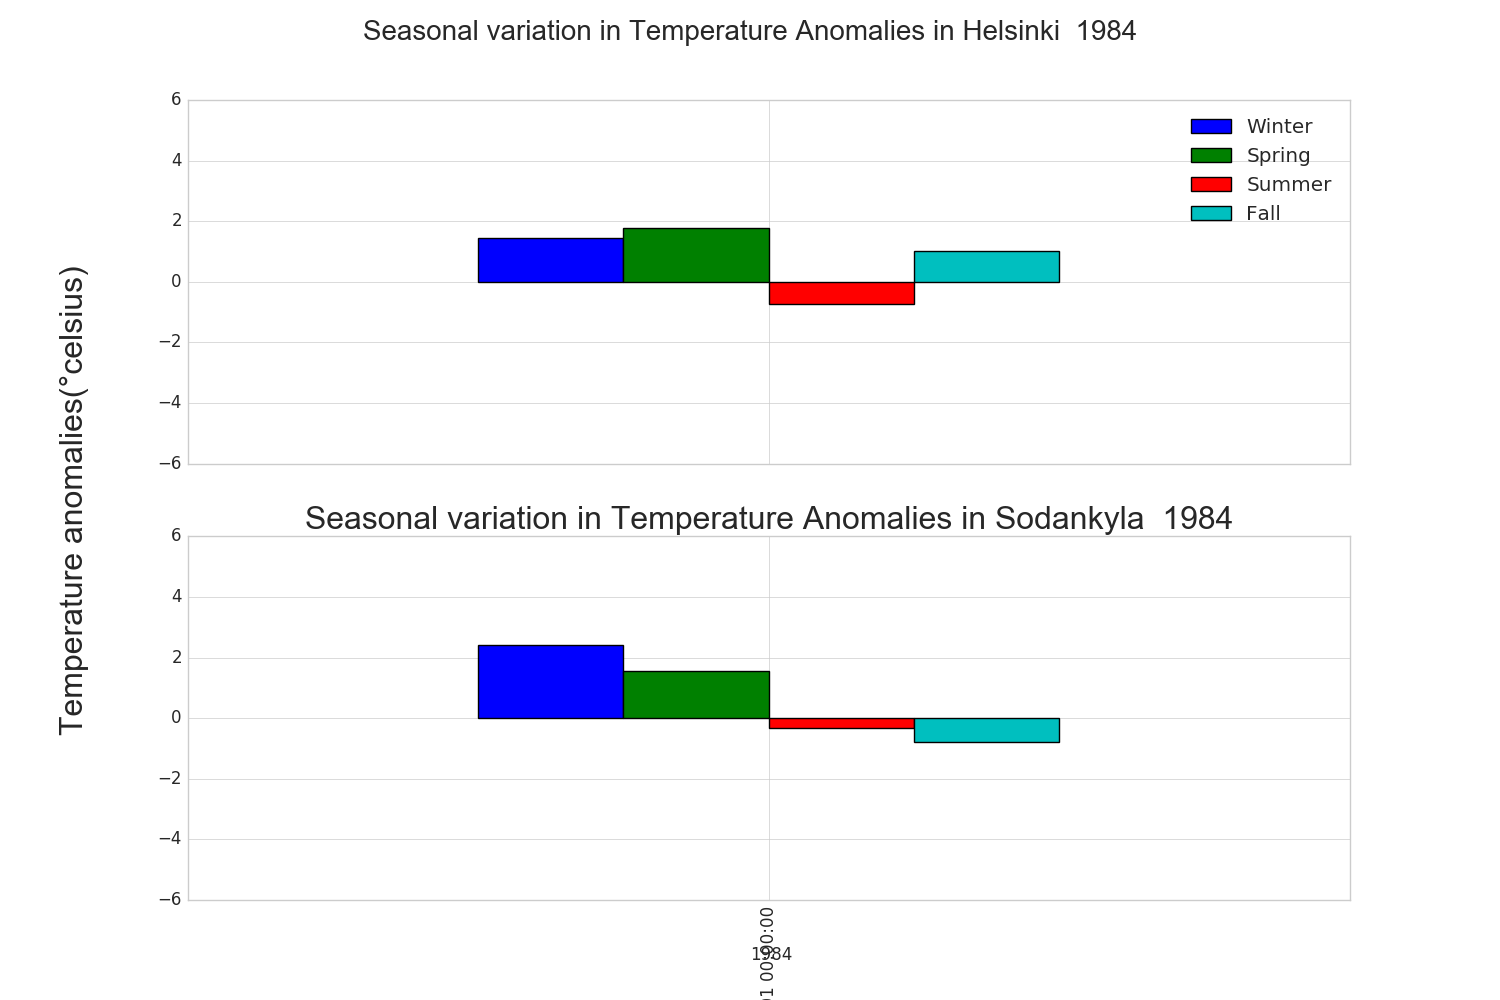 Seasonal variation in Temperature Anomalies in Helsinki 1984
6
4
2
0
−2
−4
−6
Winter
Spring
Summer
Fall
Temperature anomalies(°celsius)
Seasonal variation in Temperature Anomalies in Sodankyla 1984
6
4
2
0
−2
−4
−6
1984